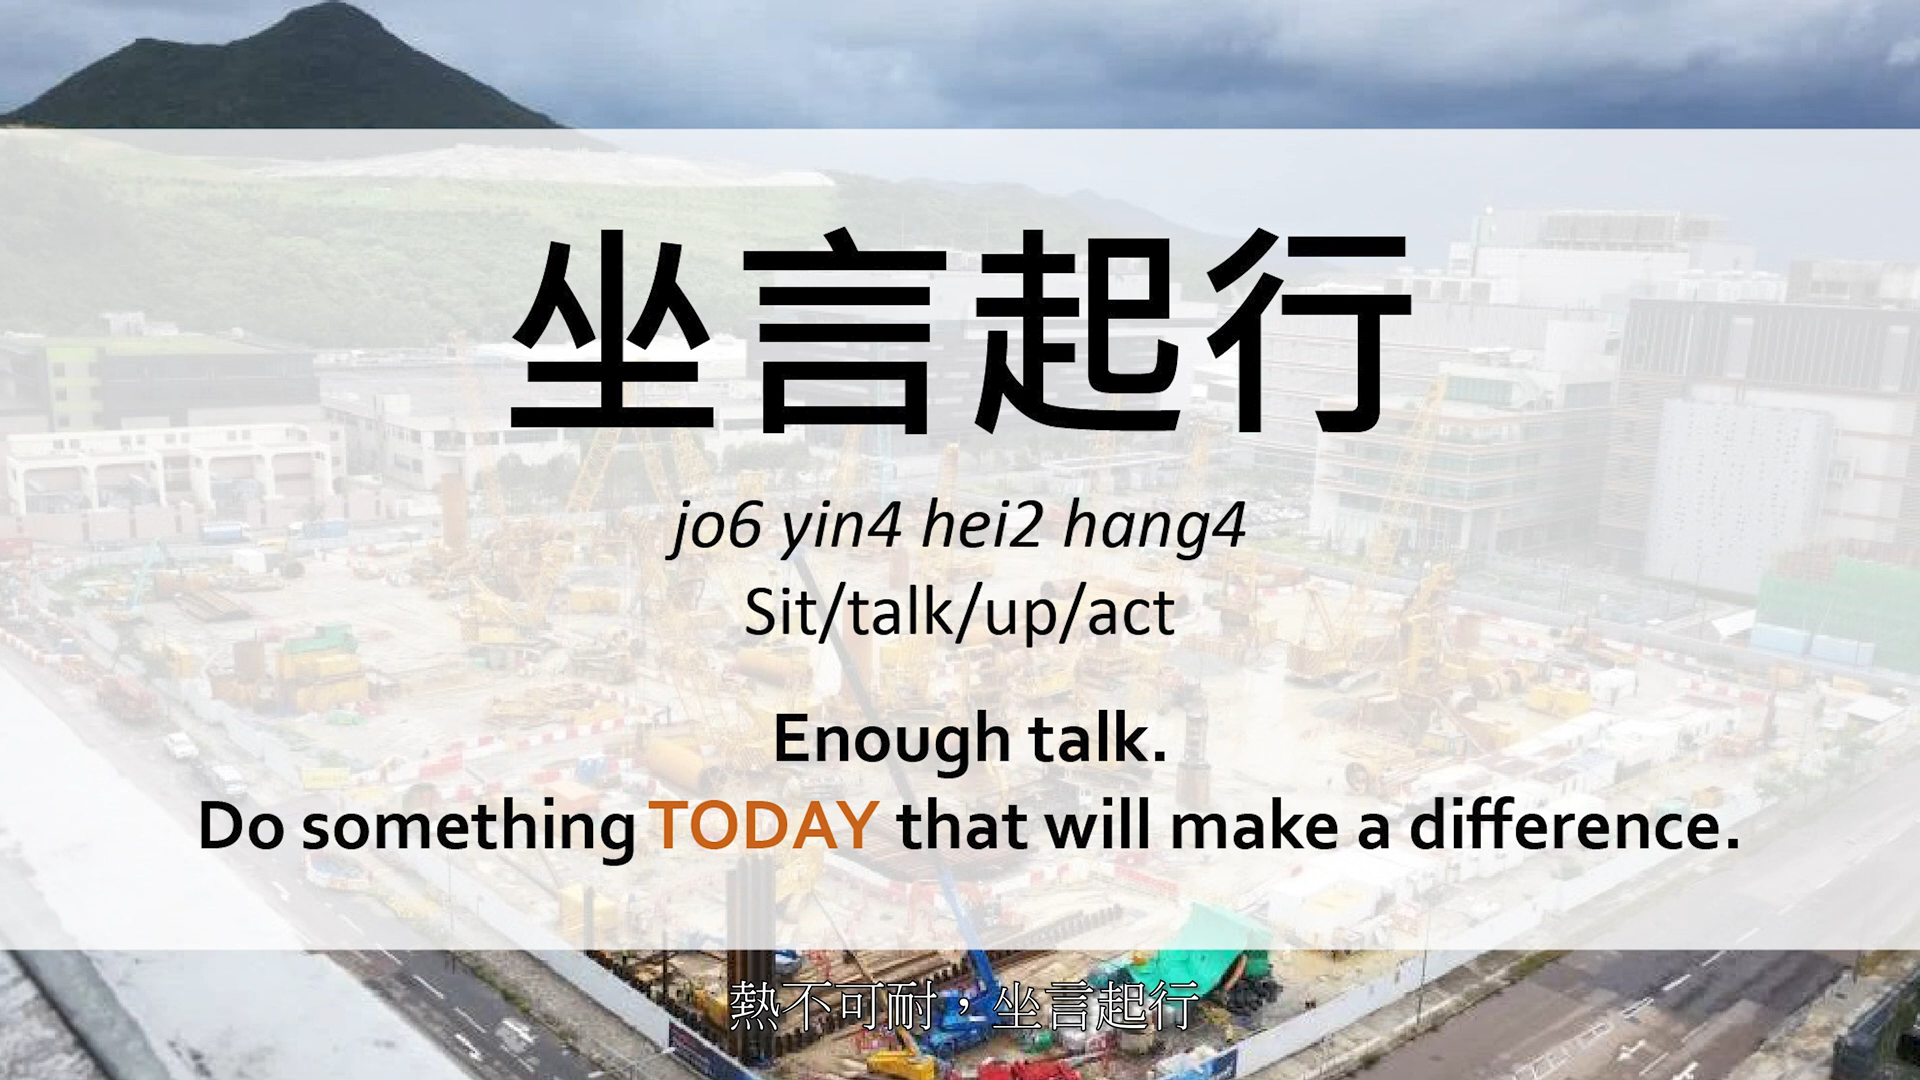 坐言起行
jo6 yin4 hei2 hang4
Sit/talk/up/act
Enough talk.
Do something TODAY that will make a difference.
熱不可耐，坐言起行